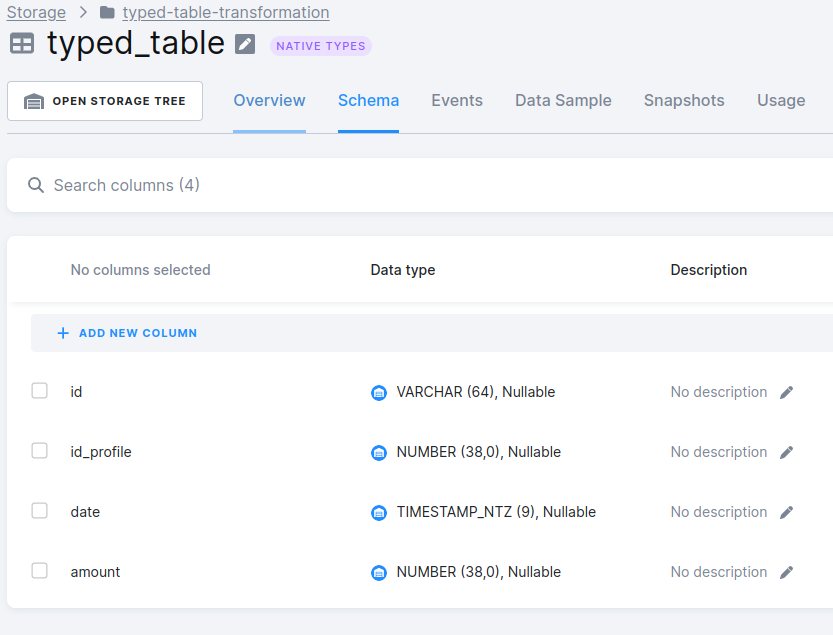 Storage > typed-table-transformation
typed_table NATIVE TYPES
OPEN STORAGE TREE Overview Schema Events Data Sample Snapshots Usage
Search columns (4)
No columns selected Data type Description
+ ADD NEW COLUMN
id VARCHAR (64), Nullable No description
id_profile NUMBER (38,0), Nullable No description
date TIMESTAMP_NTZ (9), Nullable No description
amount NUMBER (38,0), Nullable No description